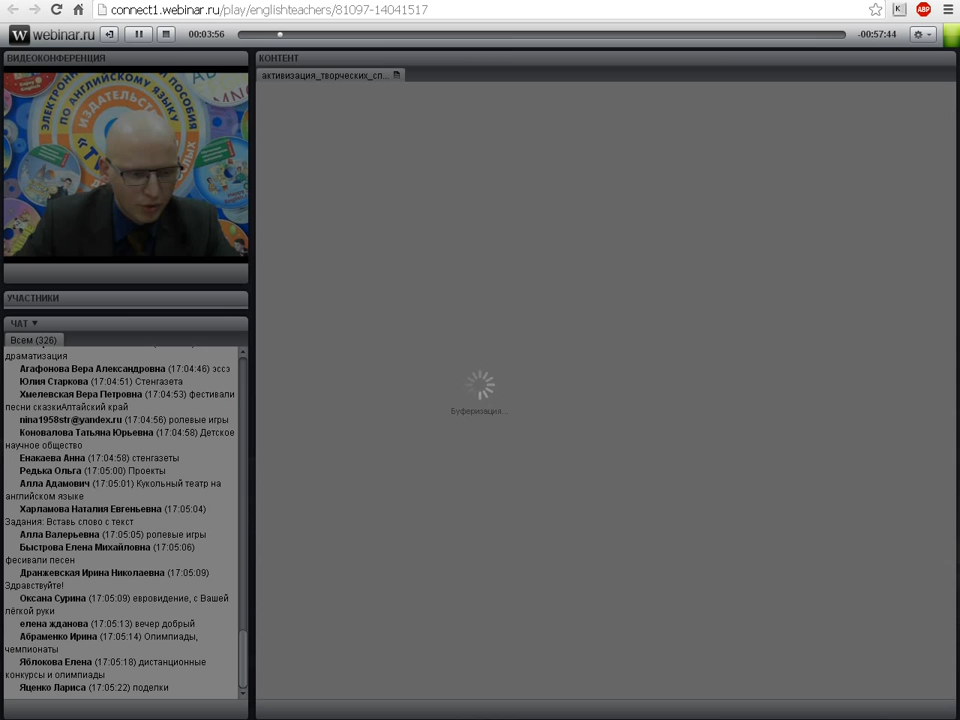 connect1.webinar.ru/play/englishteachers/81097-14041517
webinar.ru 00:03:56 -00:57:44
ВИДЕОКОНФЕРЕНЦИЯ
КОНТЕНТ
активизация_творческих_сп...
ЭЛЕКТРОННЫЕ ПОСОБИЯ
ПО АНГЛИЙСКОМУ ЯЗЫКУ
ИЗДАТЕЛЬСТВ
УЧАСТНИКИ
ЧАТ
Всем (326)
драматизация
Агафонова Вера Александровна (17:04:46) эссэ
Юлия Старкова (17:04:51) Стенгазета
Хмелевская Вера Петровна (17:04:53) фестивали
песни сказкиАлтайский край
nina1958str@yandex.ru (17:04:56) ролевые игры
Коновалова Татьяна Юрьевна (17:04:58) Детское
научное общество
Енакаева Анна (17:04:58) стенгазеты
Редька Ольга (17:05:00) Проекты
Алла Адамович (17:05:01) Кукольный театр на
английском языке
Харламова Наталия Евгеньевна (17:05:04)
Задания: Вставь слово с текст
Алла Валерьевна (17:05:05) ролевые игры
Быстрова Елена Михайловна (17:05:06)
фесивали песен
Дранжевская Ирина Николаевна (17:05:09)
Здравствуйте!
Оксана Сурина (17:05:09) евровидение, с Вашей
лёгкой руки
елена жданова (17:05:13) вечер добрый
Абраменко Ирина (17:05:14) Олимпиады,
чемпионаты
Яблокова Елена (17:05:18) дистанционные
конкурсы и олимпиады
Яценко Лариса (17:05:22) поделки
Буферизация...